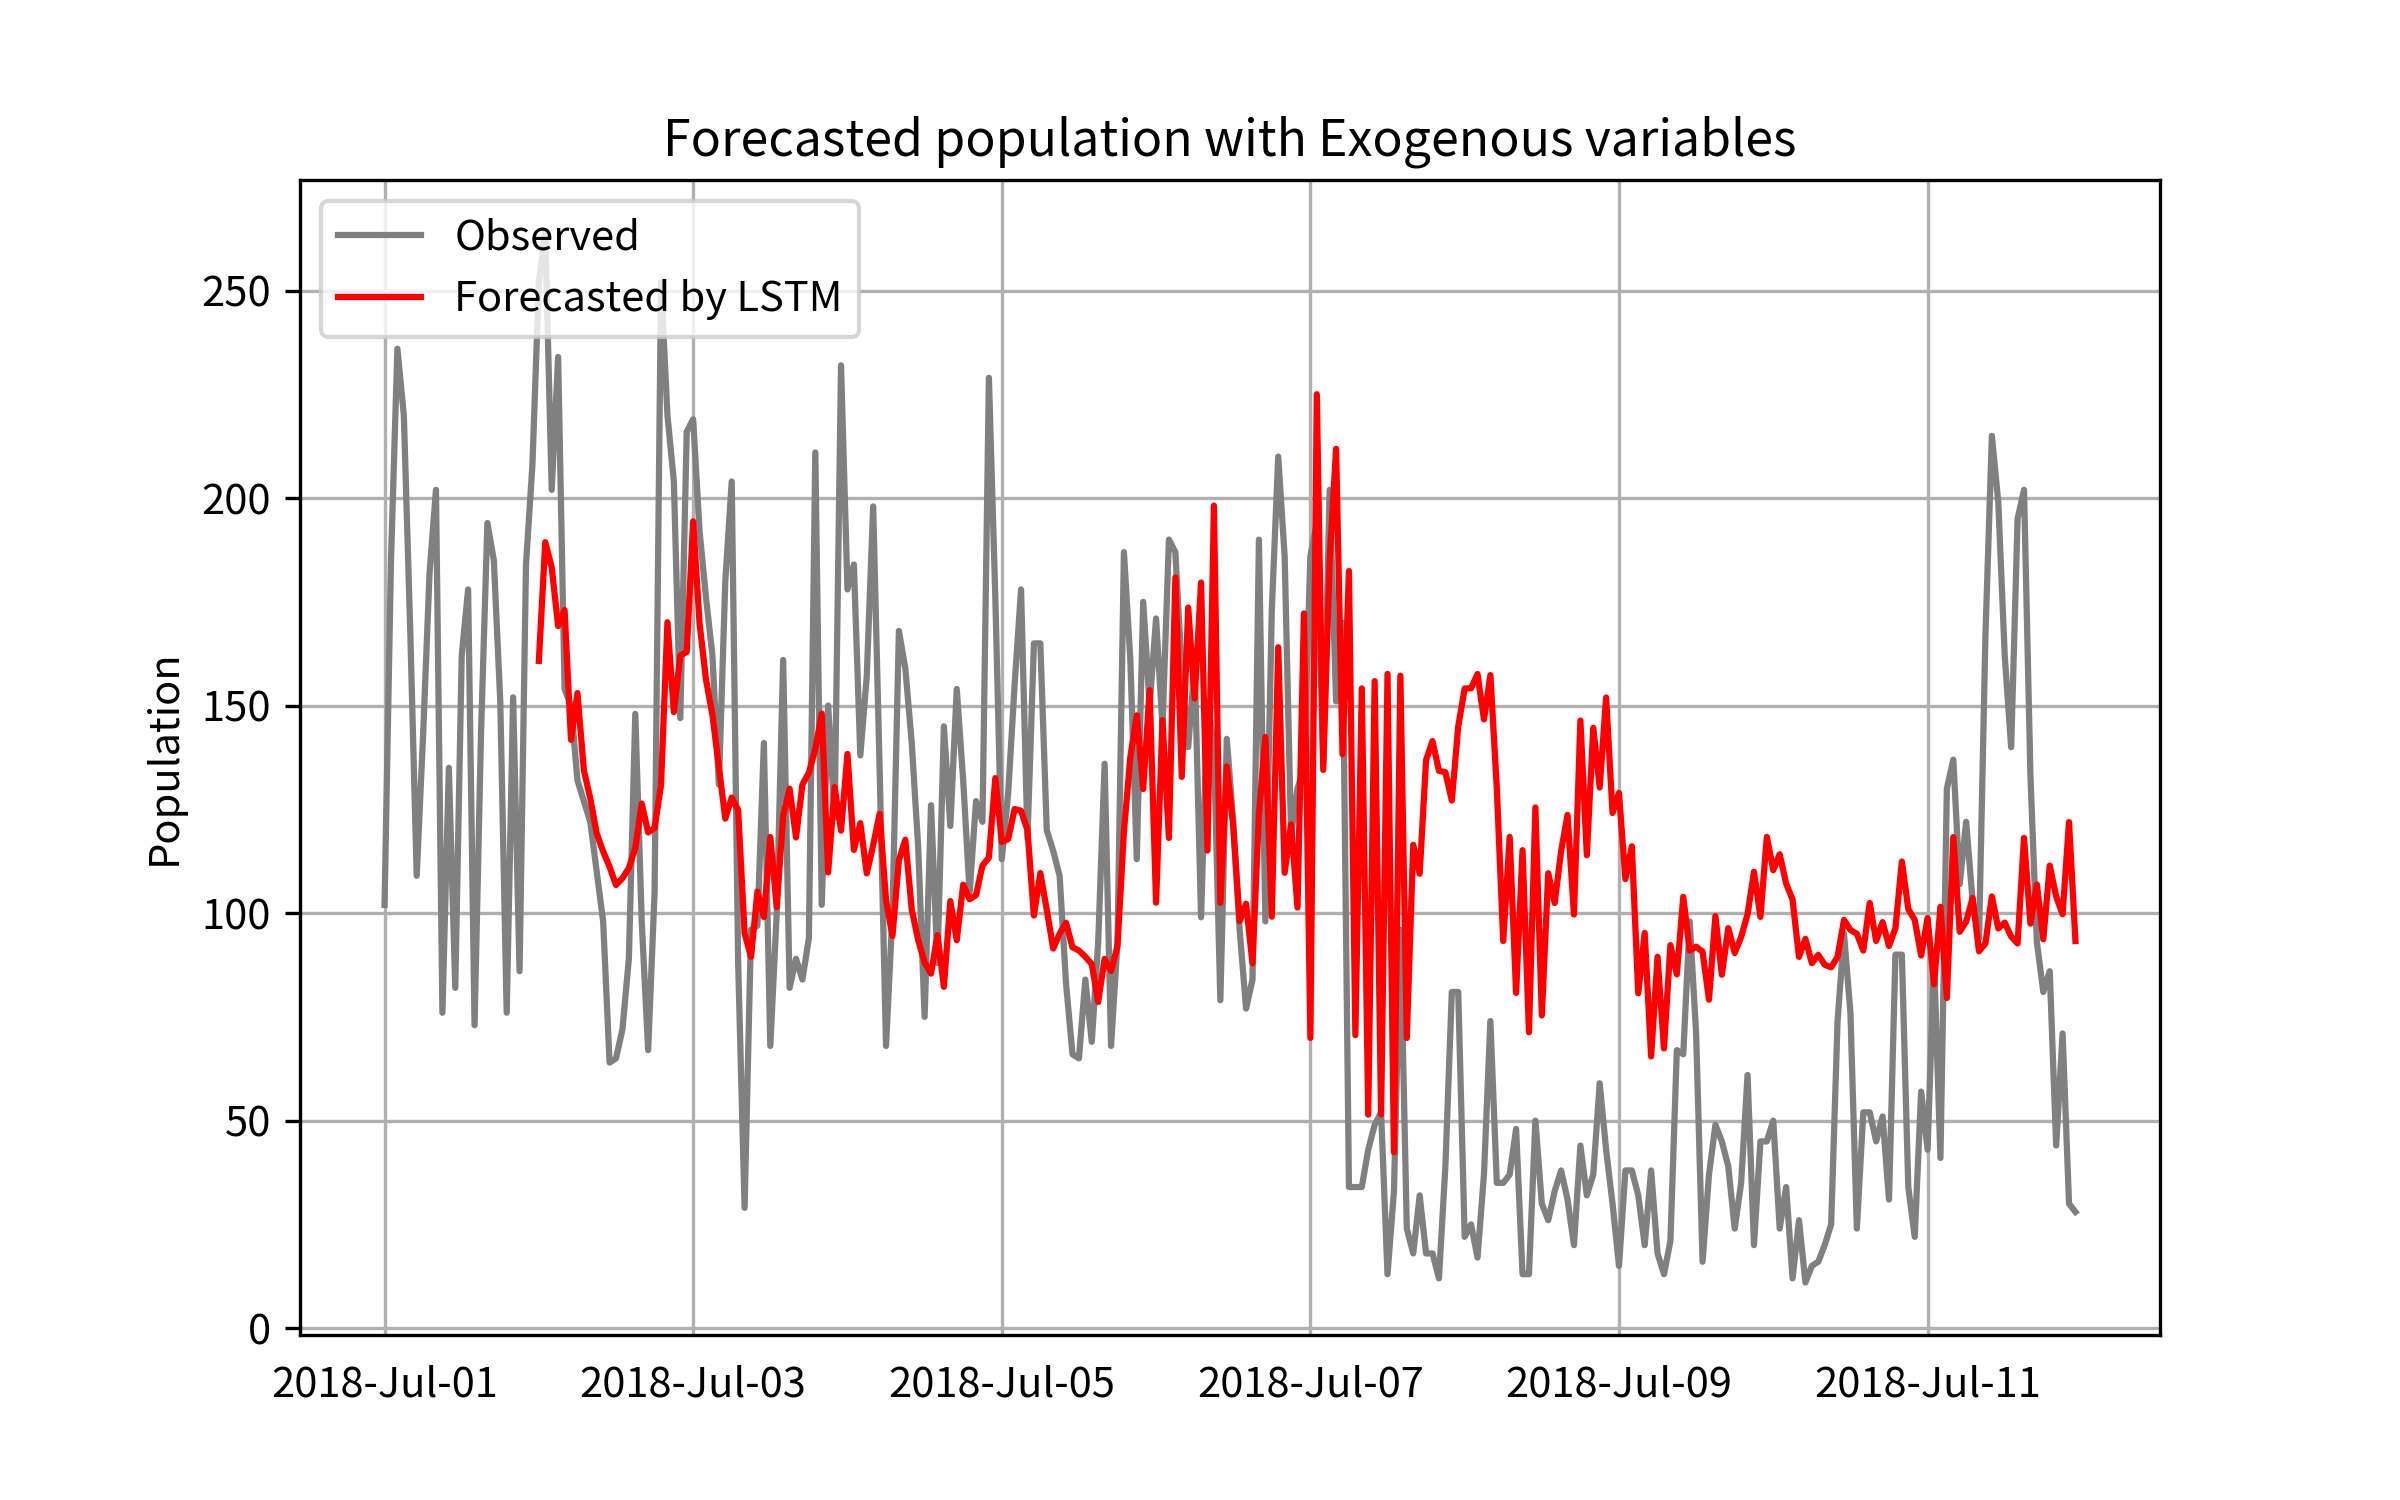 Forecasted population with Exogenous variables
Observed
Forecasted by LSTM
250
200
150
100
50
0
Population
2018-Jul-01
2018-Jul-03
2018-Jul-05
2018-Jul-07
2018-Jul-09
2018-Jul-11